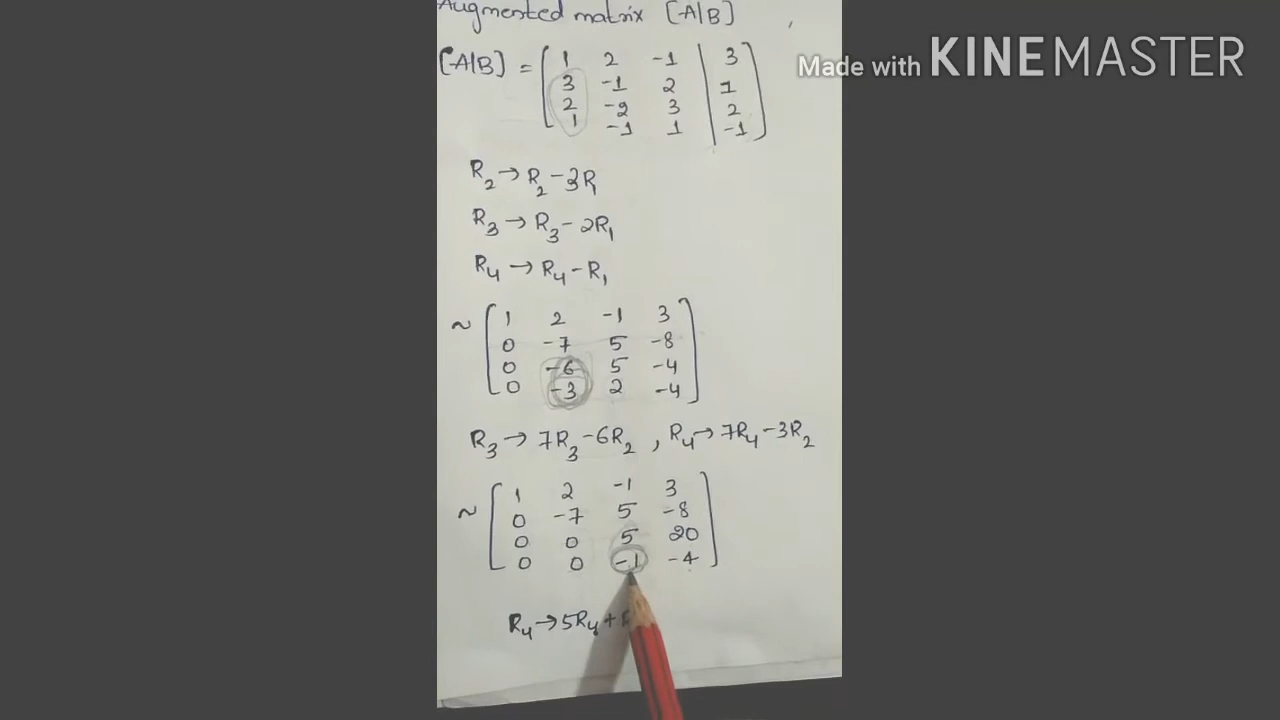 Augmented matrix [A|B]
Made with KINEMASTER
[A|B] = [ 1 2 -1 | 3 ]
3 -1 2 1
2 -2 3 2
1 -1 1 -1
R2 → R2 - 3R1
R3 → R3 - 2R1
R4 → R4 - R1
~ [ 1 2 -1 3 ]
0 -7 5 -8
0 -6 5 -4
0 -3 2 -4
R3 → 7R3 - 6R2 , R4 → 7R4 - 3R2
~ [ 1 2 -1 3 ]
0 -7 5 -8
0 0 5 20
0 0 -1 -4
R4 → 5R4 +